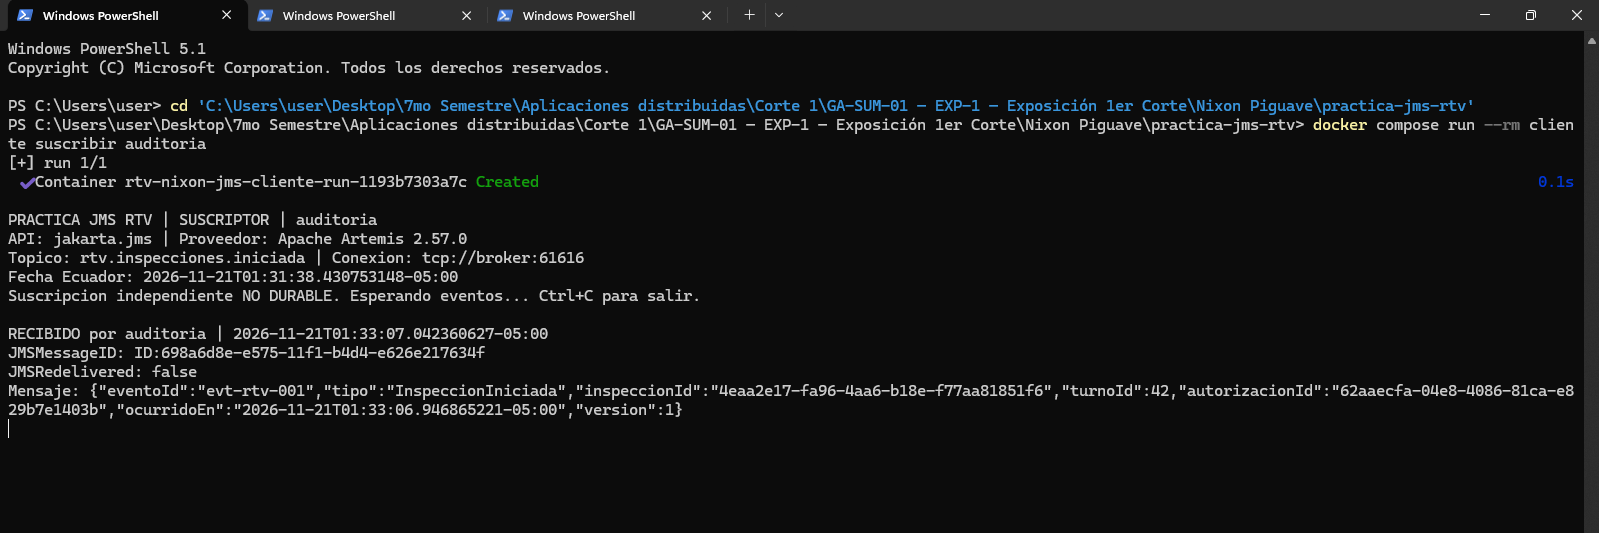 Windows PowerShell
Windows PowerShell
Windows PowerShell
Windows PowerShell 5.1
Copyright (C) Microsoft Corporation. Todos los derechos reservados.
PS C:\Users\user> cd 'C:\Users\user\Desktop\7mo Semestre\Aplicaciones distribuidas\Corte 1\GA-SUM-01 - EXP-1 - Exposición 1er Corte\Nixon Piguave\practica-jms-rtv'
PS C:\Users\user\Desktop\7mo Semestre\Aplicaciones distribuidas\Corte 1\GA-SUM-01 - EXP-1 - Exposición 1er Corte\Nixon Piguave\practica-jms-rtv> docker compose run --rm clien
te suscribir auditoria
[+] run 1/1
✔Container rtv-nixon-jms-cliente-run-1193b7303a7c Created 0.1s
PRACTICA JMS RTV | SUSCRIPTOR | auditoria
API: jakarta.jms | Proveedor: Apache Artemis 2.57.0
Topico: rtv.inspecciones.iniciada | Conexion: tcp://broker:61616
Fecha Ecuador: 2026-11-21T01:31:38.430753148-05:00
Suscripcion independiente NO DURABLE. Esperando eventos... Ctrl+C para salir.
RECIBIDO por auditoria | 2026-11-21T01:33:07.042360627-05:00
JMSMessageID: ID:698a6d8e-e575-11f1-b4d4-e626e217634f
JMSRedelivered: false
Mensaje: {"eventoId":"evt-rtv-001","tipo":"InspeccionIniciada","inspeccionId":"4eaa2e17-fa96-4aa6-b18e-f77aa81851f6","turnoId":42,"autorizacionId":"62aaecfa-04e8-4086-81ca-e8
29b7e1403b","ocurridoEn":"2026-11-21T01:33:06.946865221-05:00","version":1}